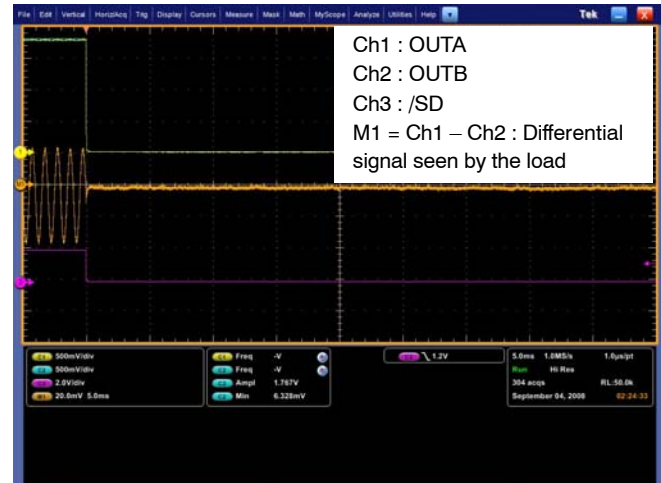 File Edit Vertical Horiz/Acq Trig Display Cursors Measure Mask Math MyScope Analyze Utilities Help
Tek
Ch1 : OUTA
Ch2 : OUTB
Ch3 : /SD
M1 = Ch1 – Ch2 : Differential
signal seen by the load
500mV/div
500mV/div
2.0V/div
20.0mV 5.0ms
Freq -V
Freq -V
Ampl 1.767V
Min 6.328mV
1.2V
5.0ms 1.0MS/s 1.0µs/pt
Run Hi Res
304 acqs RL:50.0k
September 04, 2008 02:24:33